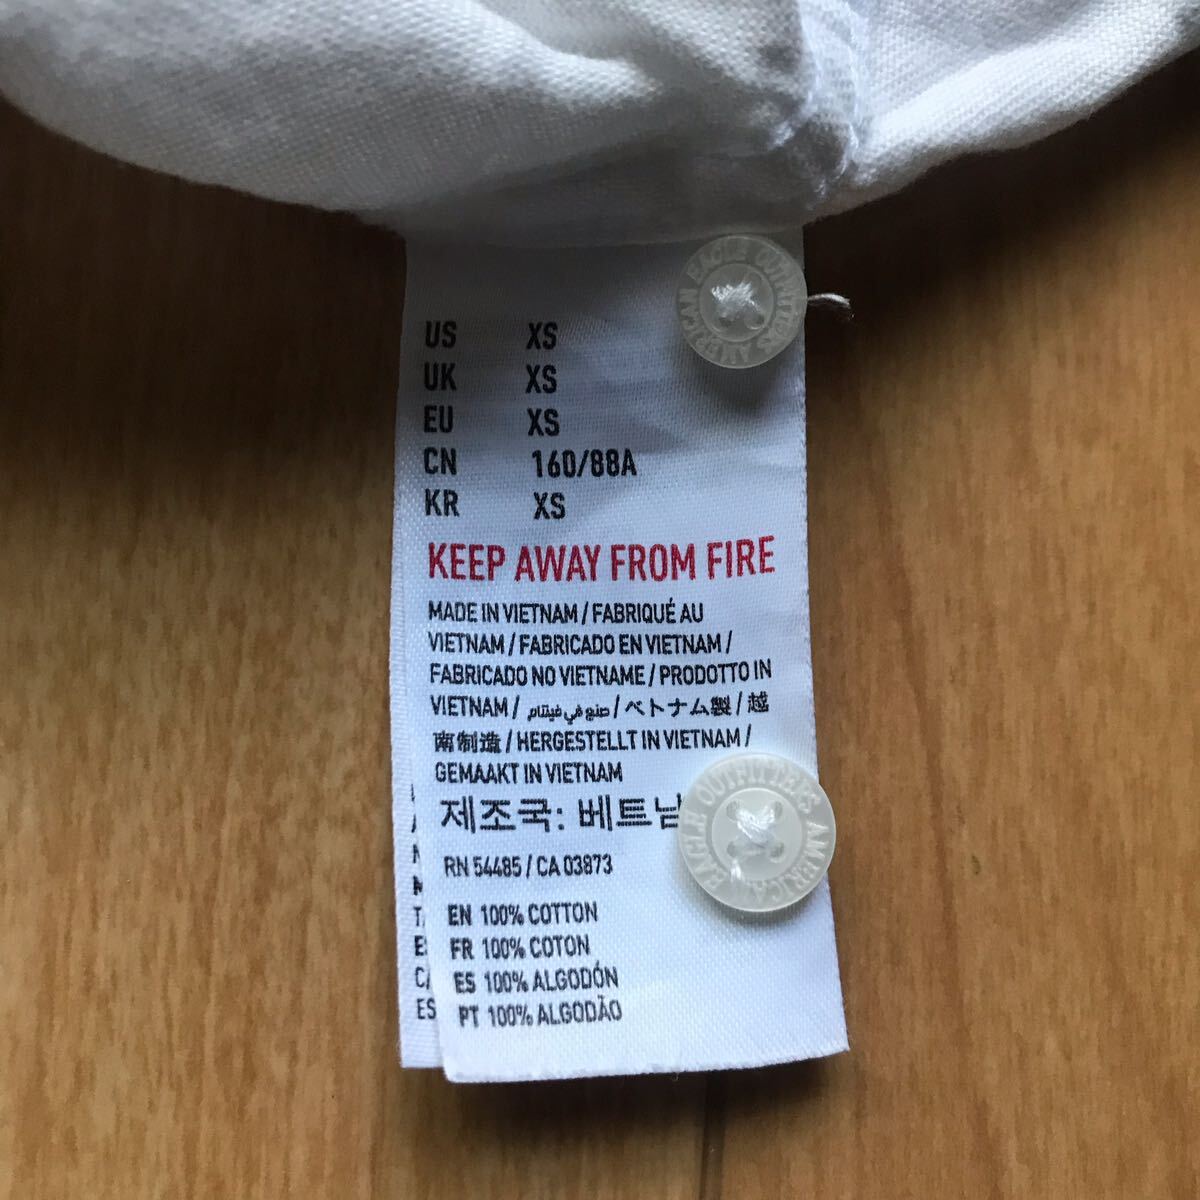 AMERICAN EAGLE OUTFITTERS
US XS
UK XS
EU XS
CN 160/88A
KR XS
KEEP AWAY FROM FIRE
MADE IN VIETNAM / FABRIQUÉ AU
VIETNAM / FABRICADO EN VIETNAM /
FABRICADO NO VIETNAME / PRODOTTO IN
VIETNAM / صنع في فيتنام / ベトナム製 / 越
南制造 / HERGESTELLT IN VIETNAM /
GEMAAKT IN VIETNAM
제조국: 베트남
AMERICAN EAGLE OUTFITTERS
RN 54485 / CA 03873
EN 100% COTTON
FR 100% COTON
ES 100% ALGODÓN
PT 100% ALGODÃO